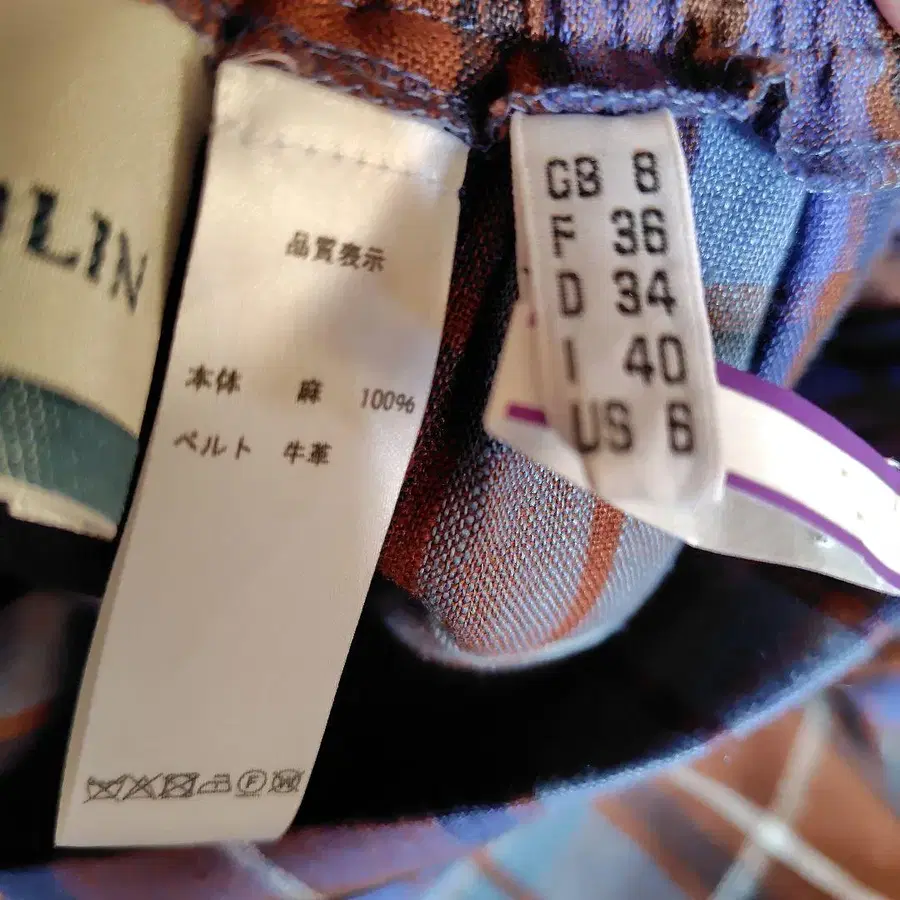 LIN
品質表示
本体 麻 100%
ベルト 牛革
F W
GB 8
F 36
D 34
I 40
US 6